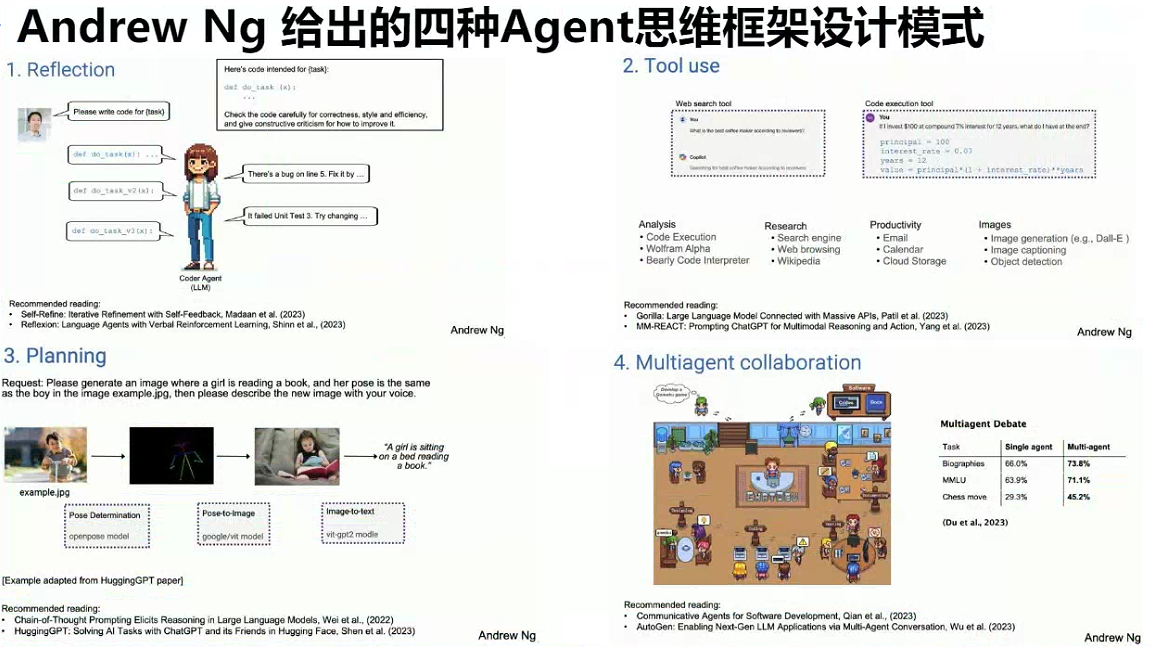 Andrew Ng 给出的四种Agent思维框架设计模式
1. Reflection
Please write code for {task}
Here's code intended for {task}:
def do_task (x):
...
Check the code carefully for correctness, style and efficiency,
and give constructive criticism for how to improve it.
def do_task(x): ...
There's a bug on line 5. Fix it by ...
def do_task_v2(x):
It failed Unit Test 3. Try changing ...
def do_task_v3(x):
Coder Agent
(LLM)
Recommended reading:
• Self-Refine: Iterative Refinement with Self-Feedback, Madaan et al. (2023)
• Reflexion: Language Agents with Verbal Reinforcement Learning, Shinn et al., (2023)
Andrew Ng
2. Tool use
Web search tool
You
What is the best coffee maker according to reviewers?
Copilot
Searching for best coffee maker according to reviewers
Code execution tool
You
If I invest $100 at compound 7% interest for 12 years, what do I have at the end?
principal = 100
interest_rate = 0.07
years = 12
value = principal*(1 + interest_rate)**years
Analysis
• Code Execution
• Wolfram Alpha
• Bearly Code Interpreter
Research
• Search engine
• Web browsing
• Wikipedia
Productivity
• Email
• Calendar
• Cloud Storage
Images
• Image generation (e.g., Dall-E )
• Image captioning
• Object detection
Recommended reading:
• Gorilla: Large Language Model Connected with Massive APIs, Patil et al. (2023)
• MM-REACT: Prompting ChatGPT for Multimodal Reasoning and Action, Yang et al. (2023)
Andrew Ng
3. Planning
Request: Please generate an image where a girl is reading a book, and her pose is the same
as the boy in the image example.jpg, then please describe the new image with your voice.
"A girl is sitting
on a bed reading
a book."
example.jpg
Pose Determination
openpose model
Pose-to-Image
google/vit model
Image-to-text
vit-gpt2 modle
[Example adapted from HuggingGPT paper]
Recommended reading:
• Chain-of-Thought Prompting Elicits Reasoning in Large Language Models, Wei et al., (2022)
• HuggingGPT: Solving AI Tasks with ChatGPT and its Friends in Hugging Face, Shen et al. (2023)
Andrew Ng
4. Multiagent collaboration
Develop a
Gomoku game
Software
Codes
Docs
Designing
Coding
Testing
Documenting
Multiagent Debate
Task Single agent Multi-agent
Biographies 66.0% 73.8%
MMLU 63.9% 71.1%
Chess move 29.3% 45.2%
(Du et al., 2023)
Recommended reading:
• Communicative Agents for Software Development, Qian et al., (2023)
• AutoGen: Enabling Next-Gen LLM Applications via Multi-Agent Conversation, Wu et al. (2023)
Andrew Ng